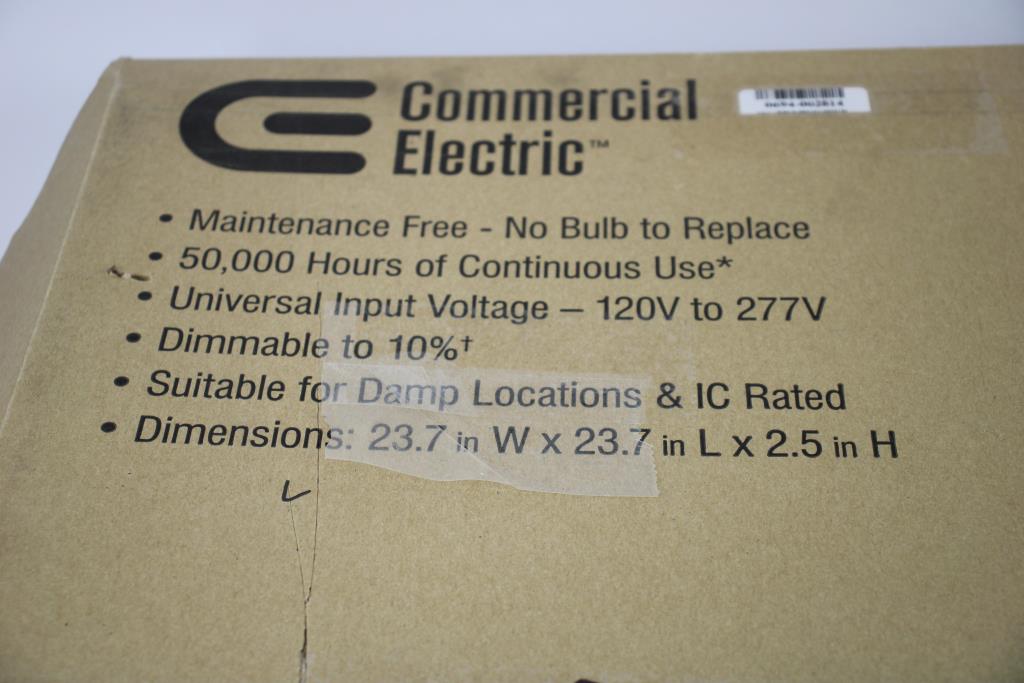 Commercial
Electric™
0694-002814
• Maintenance Free - No Bulb to Replace
• 50,000 Hours of Continuous Use*
• Universal Input Voltage – 120V to 277V
• Dimmable to 10%†
• Suitable for Damp Locations & IC Rated
• Dimensions: 23.7 in W x 23.7 in L x 2.5 in H